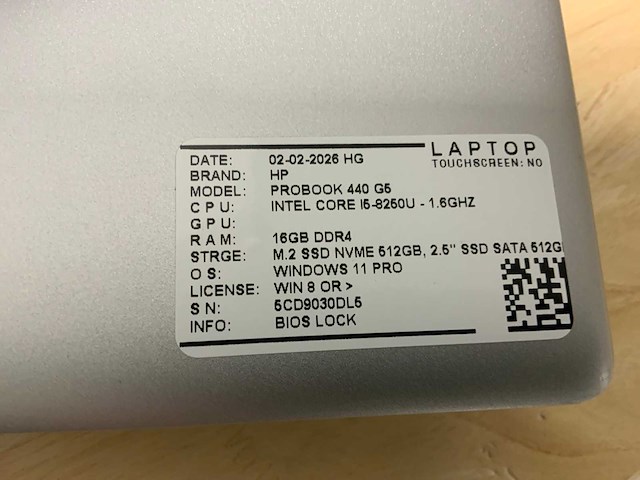 LAPTOP
TOUCHSCREEN: NO
DATE: 02-02-2026 HG
BRAND: HP
MODEL: PROBOOK 440 G5
CPU: INTEL CORE I5-8250U - 1.6GHZ
GPU:
RAM: 16GB DDR4
STRGE: M.2 SSD NVME 512GB, 2.5" SSD SATA 512G
OS: WINDOWS 11 PRO
LICENSE: WIN 8 OR >
SN: 5CD9030DL5
INFO: BIOS LOCK